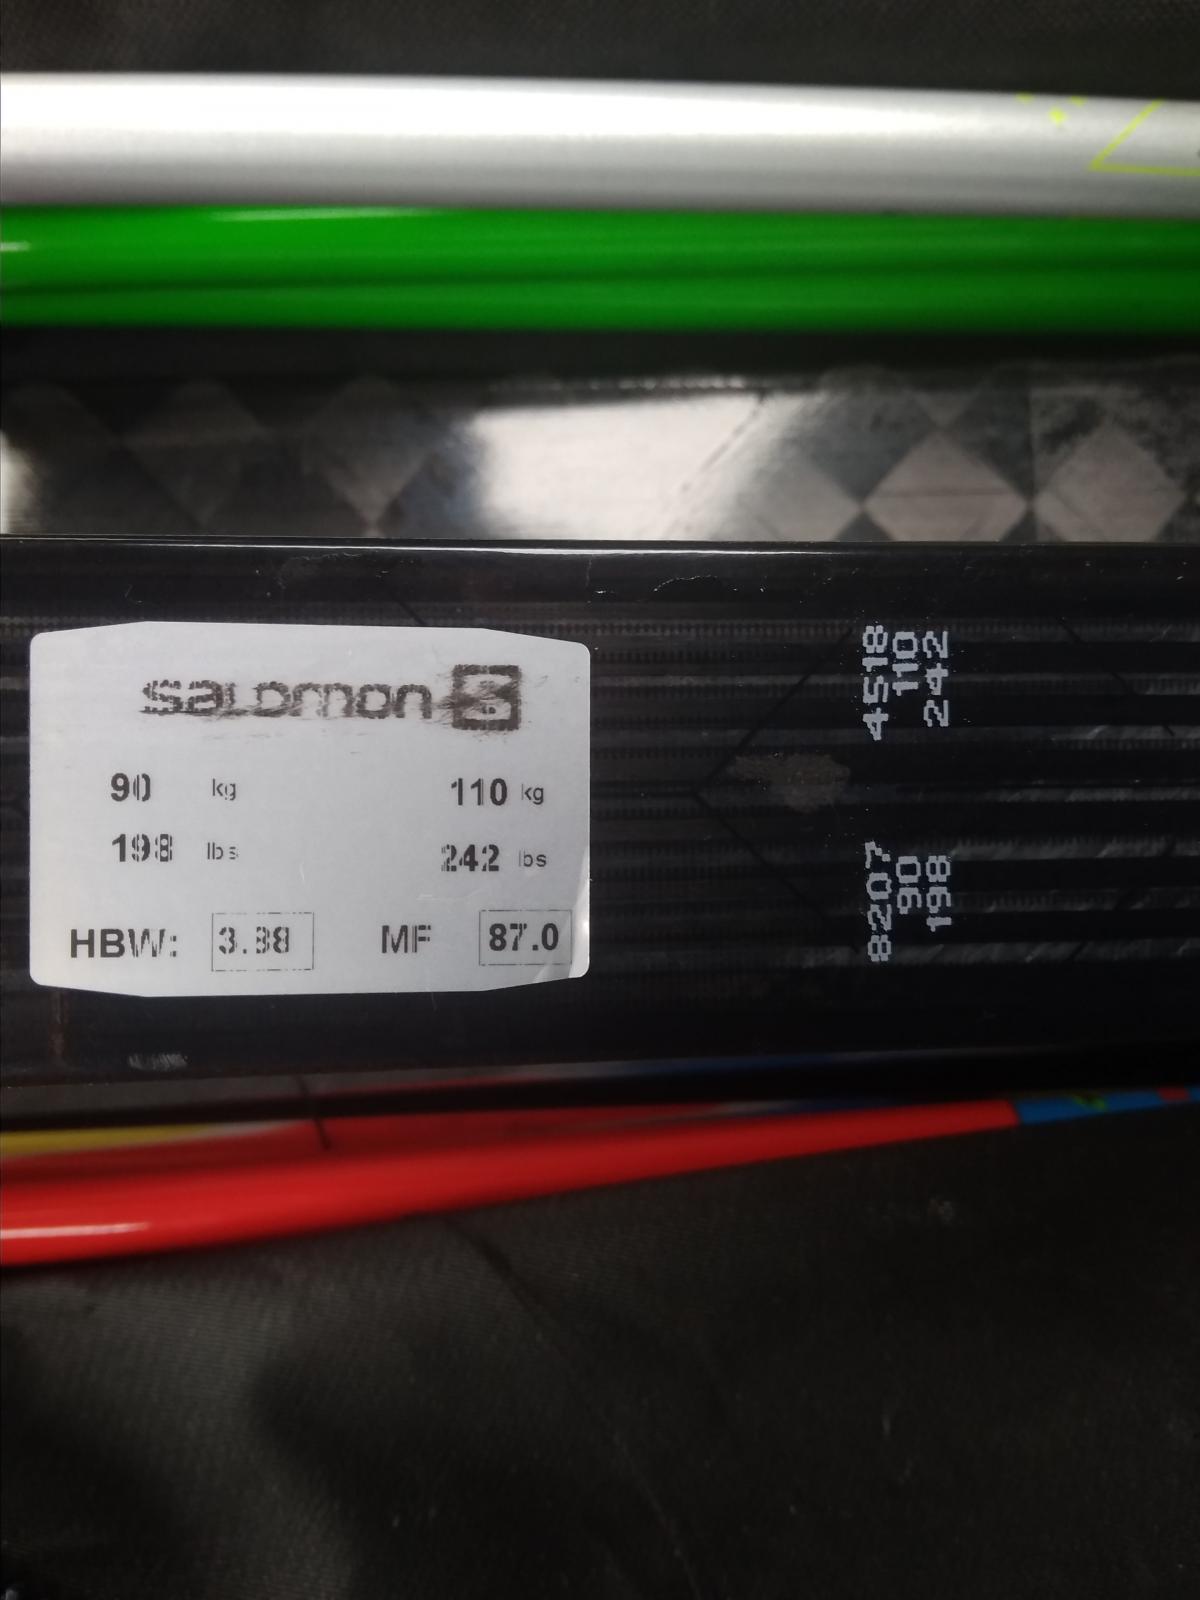 salomon
90 kg 110 kg
198 lbs 242 lbs
HBW: 3.38 MF 87.0
8207 4518
90 110
198 242